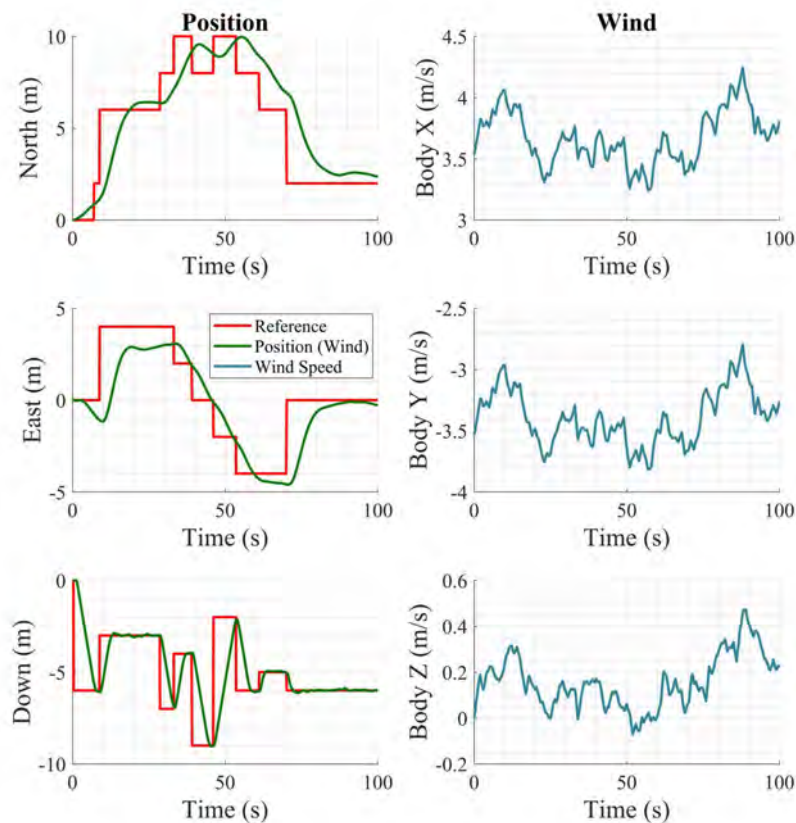 Position
Wind
10
5
0
North (m)
0 50 100
Time (s)
4.5
4
3.5
3
Body X (m/s)
0 50 100
Time (s)
5
0
-5
East (m)
Reference
Position (Wind)
Wind Speed
0 50 100
Time (s)
-2.5
-3
-3.5
-4
Body Y (m/s)
0 50 100
Time (s)
0
-5
-10
Down (m)
0 50 100
Time (s)
0.6
0.4
0.2
0
-0.2
Body Z (m/s)
0 50 100
Time (s)